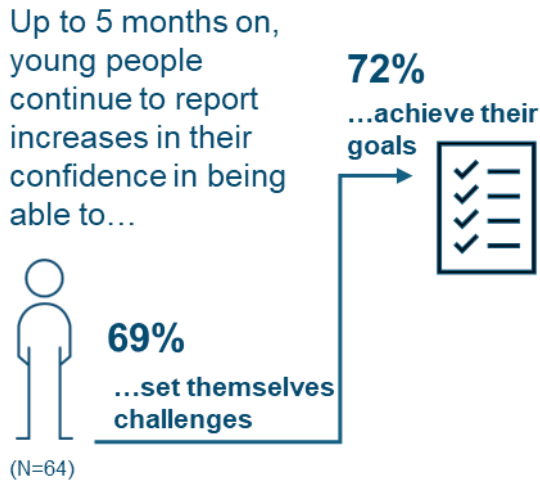 Up to 5 months on,
young people
continue to report
increases in their
confidence in being
able to…
72%
…achieve their
goals
69%
…set themselves
challenges
(N=64)